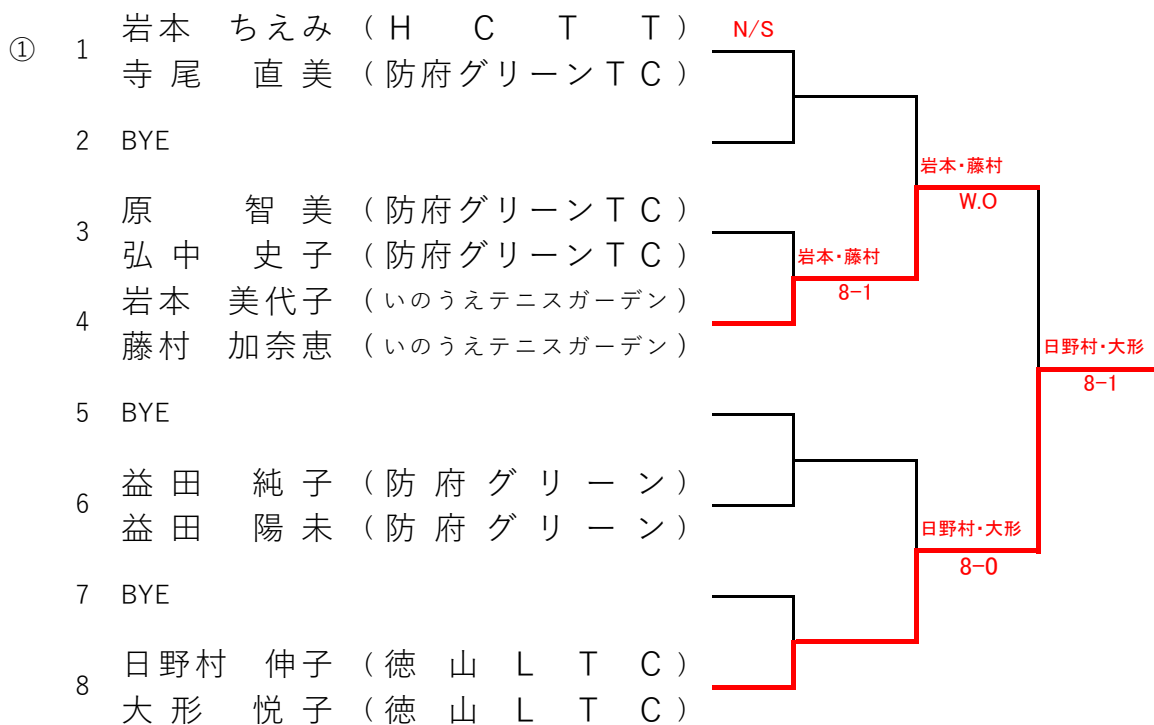 ① 1 岩本 ちえみ (H C T T) N/S
寺尾 直美 (防府グリーンTC)
2 BYE
岩本・藤村
W.O
3 原 智美 (防府グリーンTC)
弘中 史子 (防府グリーンTC)
岩本・藤村
8-1
4 岩本 美代子 (いのうえテニスガーデン)
藤村 加奈恵 (いのうえテニスガーデン)
日野村・大形
8-1
5 BYE
6 益田 純子 (防府グリーン)
益田 陽未 (防府グリーン)
日野村・大形
8-0
7 BYE
8 日野村 伸子 (徳山LTC)
大形 悦子 (徳山LTC)